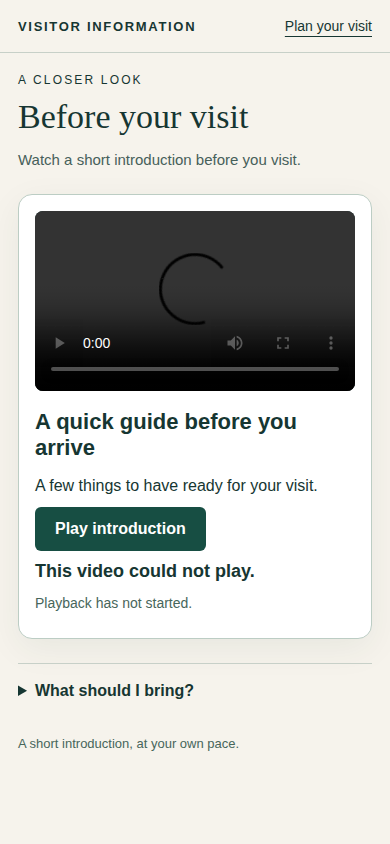 VISITOR INFORMATION
Plan your visit
A CLOSER LOOK
Before your visit
Watch a short introduction before you visit.
0:00
A quick guide before you
arrive
A few things to have ready for your visit.
Play introduction
This video could not play.
Playback has not started.
What should I bring?
A short introduction, at your own pace.